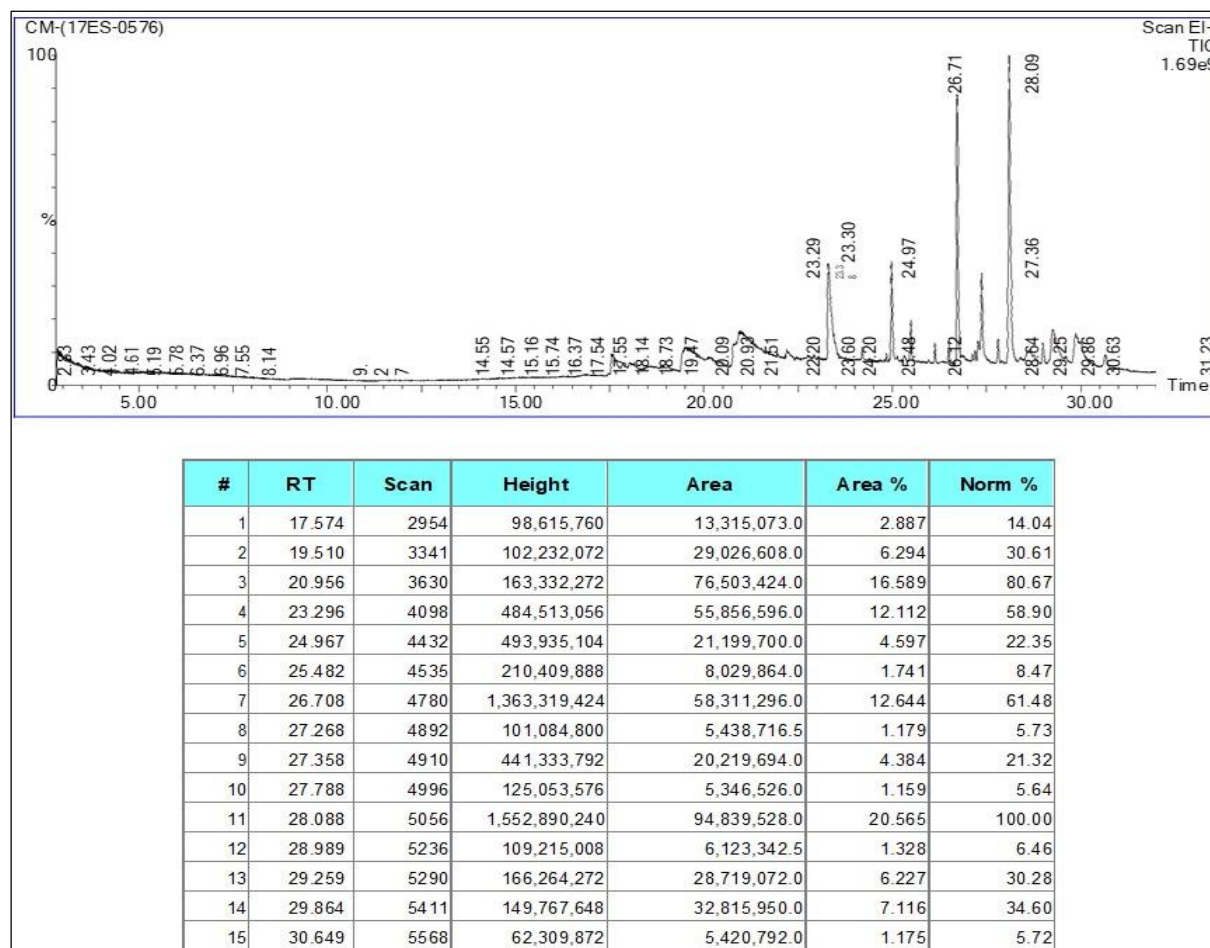 CM-(17ES-0576)
Scan EI+
TIC
1.69e9
100
%
0
26.71
28.09
23.29
23.30
24.97
27.36
2.63
3.43
4.02
4.61
5.19
5.78
6.37
6.96
7.55
8.14
14.55
14.57
15.16
15.74
16.37
17.54
17.55
18.14
18.73
19.47
20.09
20.92
21.51
22.20
23.60
24.20
25.48
28.64
29.25
29.86
30.63
31.23
Time
5.00 10.00 15.00 20.00 25.00 30.00
# RT Scan Height Area Area % Norm %
1 17.574 2954 98,615,760 13,315,073.0 2.887 14.04
2 19.510 3341 102,232,072 29,026,608.0 6.294 30.61
3 20.956 3630 163,332,272 76,503,424.0 16.589 80.67
4 23.296 4098 484,513,056 55,856,596.0 12.112 58.90
5 24.967 4432 493,935,104 21,199,700.0 4.597 22.35
6 25.482 4535 210,409,888 8,029,864.0 1.741 8.47
7 26.708 4780 1,363,319,424 58,311,296.0 12.644 61.48
8 27.268 4892 101,084,800 5,438,716.5 1.179 5.73
9 27.358 4910 441,333,792 20,219,694.0 4.384 21.32
10 27.788 4996 125,053,576 5,346,526.0 1.159 5.64
11 28.088 5056 1,552,890,240 94,839,528.0 20.565 100.00
12 28.989 5236 109,215,008 6,123,342.5 1.328 6.46
13 29.259 5290 166,264,272 28,719,072.0 6.227 30.28
14 29.864 5411 149,767,648 32,815,950.0 7.116 34.60
15 30.649 5568 62,309,872 5,420,792.0 1.175 5.72